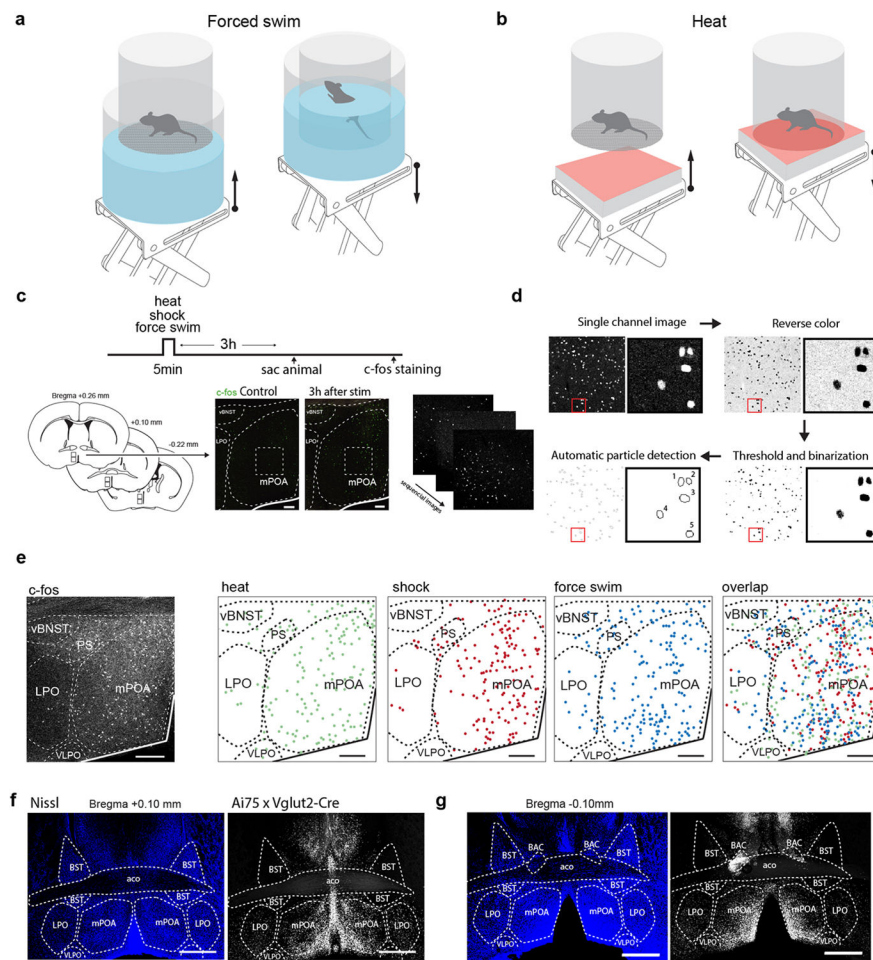 a
Forced swim
b
Heat
c
heat
shock
force swim
3h
5min
sac animal
c-fos staining
Bregma +0.26 mm
+0.10 mm
-0.22 mm
c-fos Control
3h after stim
vBNST
vBNST
LPO
LPO
mPOA
mPOA
sequencial images
d
Single channel image
Reverse color
Automatic particle detection
Threshold and binarization
1
2
3
4
5
e
c-fos
heat
shock
force swim
overlap
vBNST
vBNST
vBNST
vBNST
vBNST
PS
PS
PS
PS
PS
LPO
mPOA
LPO
mPOA
LPO
mPOA
LPO
mPOA
LPO
mPOA
VLPO
VLPO
VLPO
VLPO
VLPO
f
Nissl
Bregma +0.10 mm
Ai75 x Vglut2-Cre
BST
BST
BST
BST
aco
aco
BST
BST
BST
BST
LPO
mPOA
mPOA
LPO
LPO
mPOA
mPOA
LPO
VLPO
VLPO
VLPO
VLPO
g
Bregma -0.10mm
BST
BAC
BAC
BST
BST
BAC
BAC
BST
aco
aco
BST
BST
BST
BST
LPO
mPOA
mPOA
LPO
LPO
mPOA
mPOA
LPO
VLPO
VLPO
VLPO
VLPO